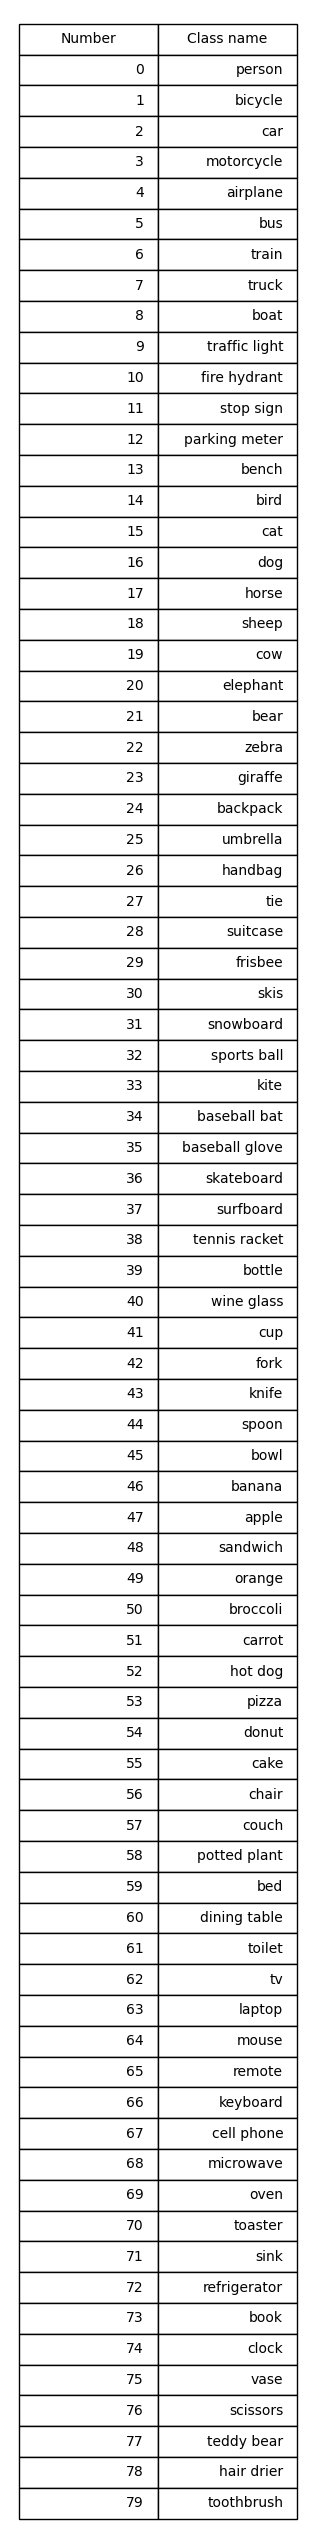 Number Class name
0 person
1 bicycle
2 car
3 motorcycle
4 airplane
5 bus
6 train
7 truck
8 boat
9 traffic light
10 fire hydrant
11 stop sign
12 parking meter
13 bench
14 bird
15 cat
16 dog
17 horse
18 sheep
19 cow
20 elephant
21 bear
22 zebra
23 giraffe
24 backpack
25 umbrella
26 handbag
27 tie
28 suitcase
29 frisbee
30 skis
31 snowboard
32 sports ball
33 kite
34 baseball bat
35 baseball glove
36 skateboard
37 surfboard
38 tennis racket
39 bottle
40 wine glass
41 cup
42 fork
43 knife
44 spoon
45 bowl
46 banana
47 apple
48 sandwich
49 orange
50 broccoli
51 carrot
52 hot dog
53 pizza
54 donut
55 cake
56 chair
57 couch
58 potted plant
59 bed
60 dining table
61 toilet
62 tv
63 laptop
64 mouse
65 remote
66 keyboard
67 cell phone
68 microwave
69 oven
70 toaster
71 sink
72 refrigerator
73 book
74 clock
75 vase
76 scissors
77 teddy bear
78 hair drier
79 toothbrush